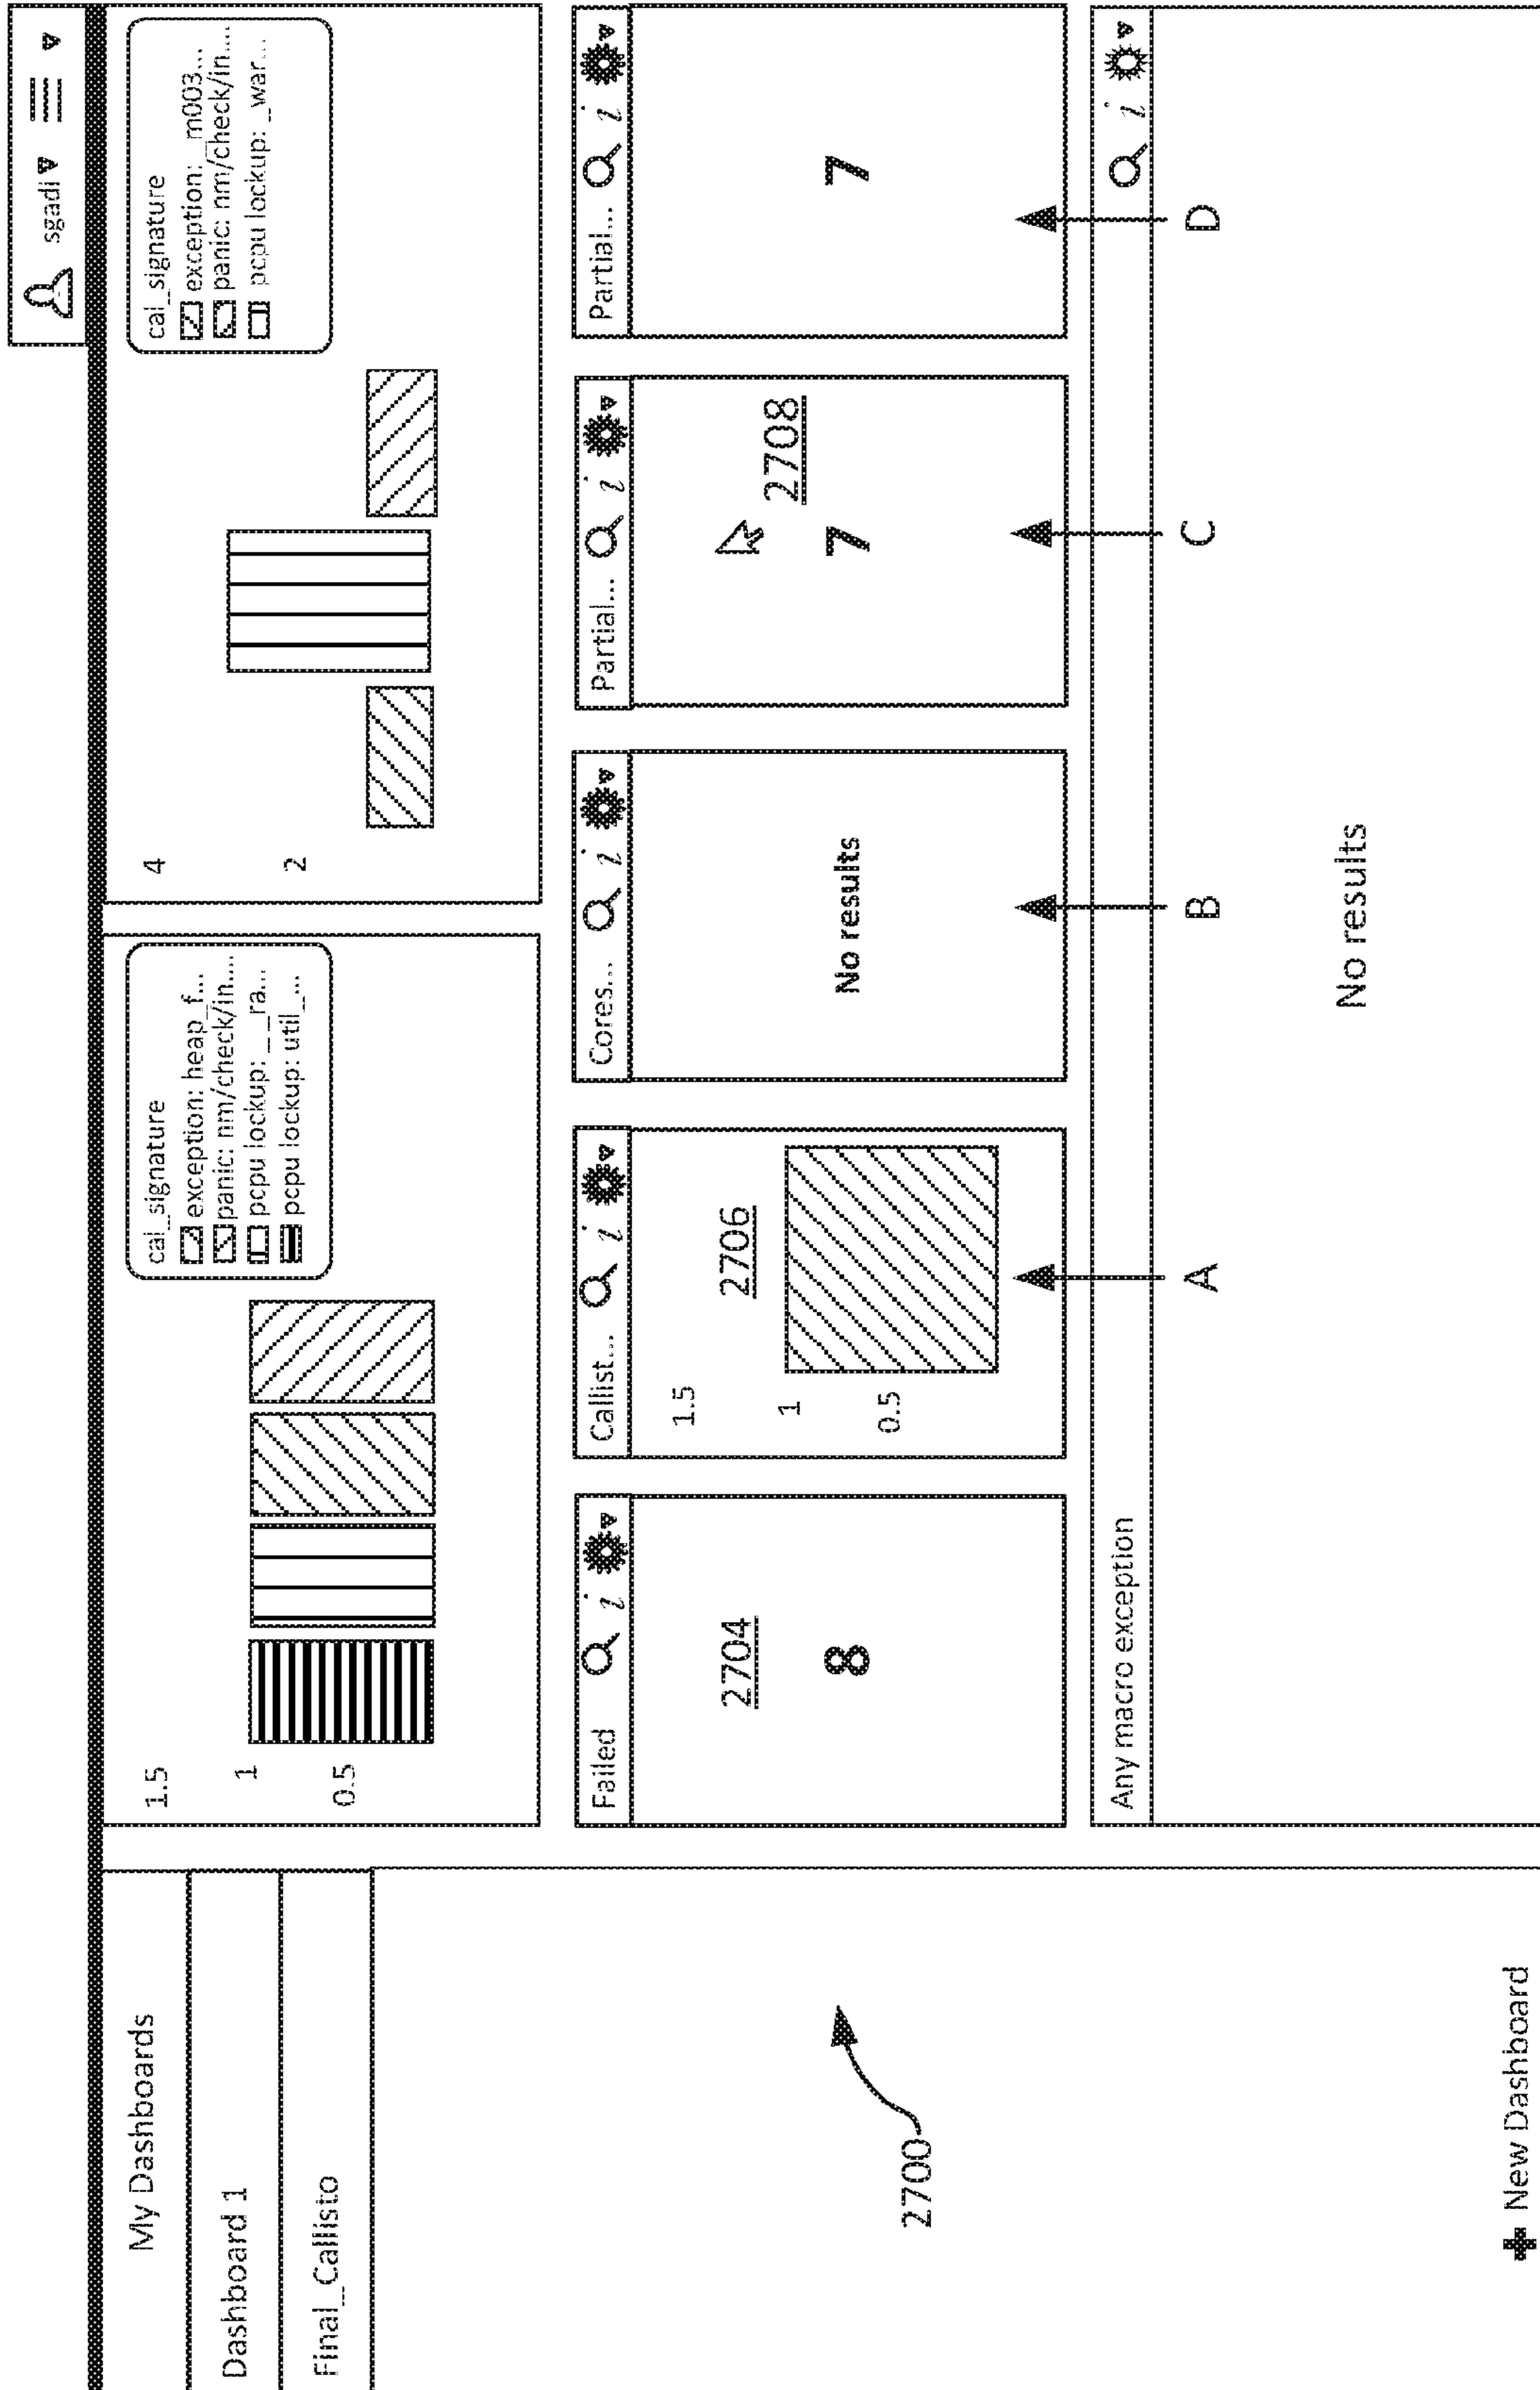 sgadi
My Dashboards
Dashboard 1
Final_Callisto
2700
New Dashboard
1.5
1
0.5
cal_signature
exception: heap_f...
panic: nm/check/in....
pcpu lockup: __ra...
pcpu lockup: util_...
4
2
cal_signature
exception: _m003...
panic: nm/check/in....
pcpu lockup: _war...
Failed i
2704
8
Callist... i
2706
1.5
1
0.5
A
Cores... i
No results
B
Partial... i
2708
7
C
Partial... i
7
D
Any macro exception i
No results